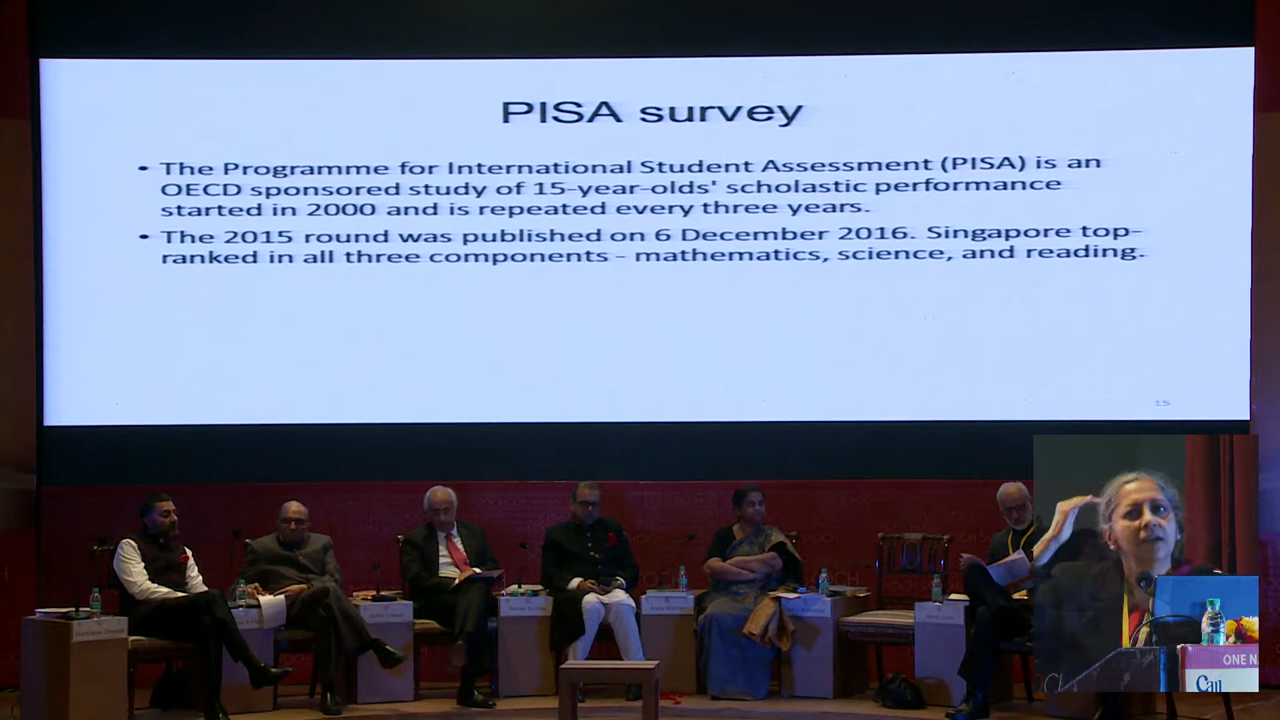 PISA survey
• The Programme for International Student Assessment (PISA) is an
OECD sponsored study of 15-year-olds' scholastic performance
started in 2000 and is repeated every three years.
• The 2015 round was published on 6 December 2016. Singapore top-
ranked in all three components - mathematics, science, and reading.
15
ONE N